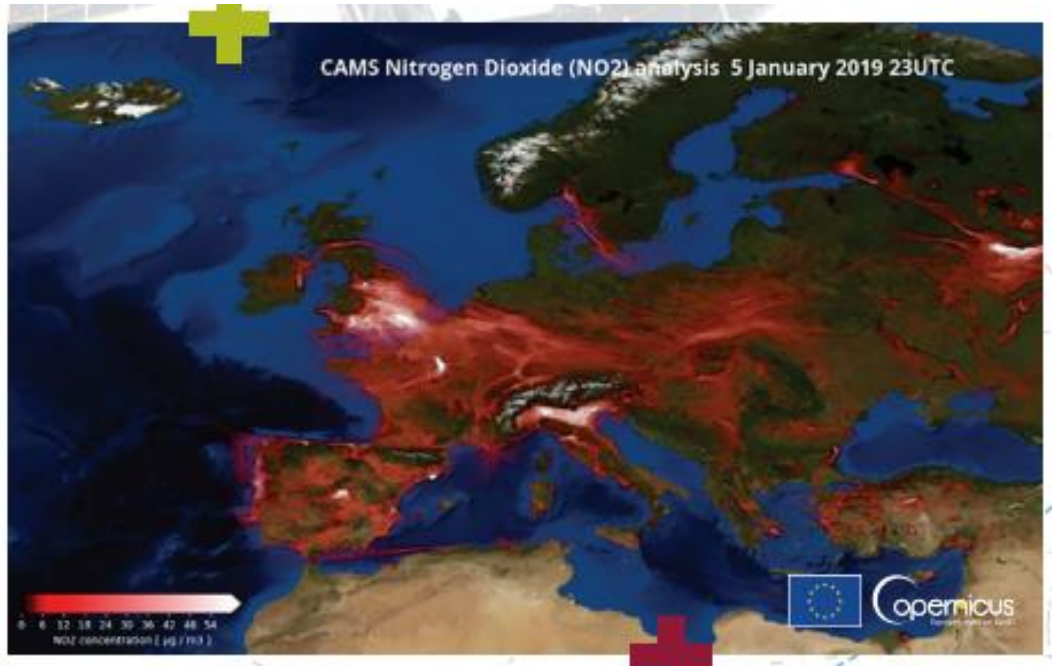 CAMS Nitrogen Dioxide (NO2) analysis 5 January 2019 23UTC
0 6 12 18 24 30 36 42 48 54
NO2 concentration [ µg / m3 ]
opernicus